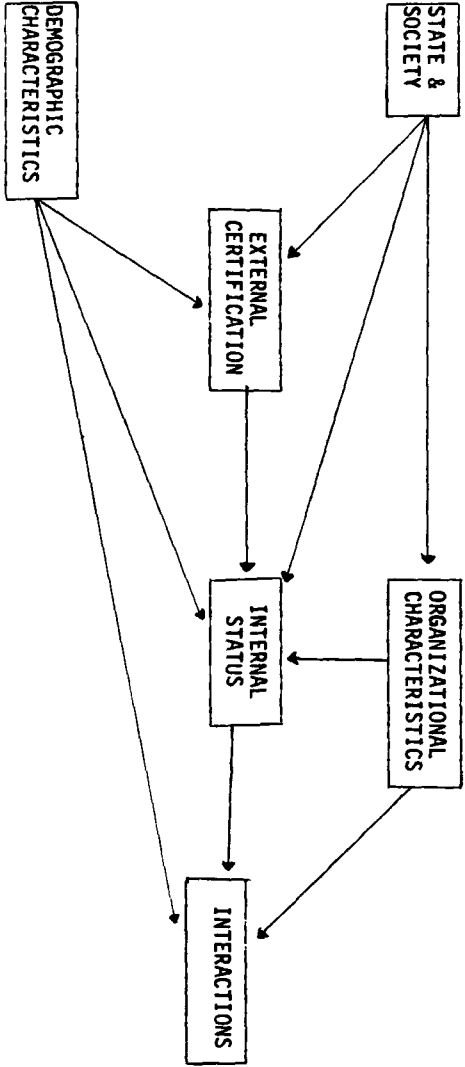 STATE &
SOCIETY
ORGANIZATIONAL
CHARACTERISTICS
EXTERNAL
CERTIFICATION
INTERNAL
STATUS
INTERACTIONS
DEMOGRAPHIC
CHARACTERISTICS